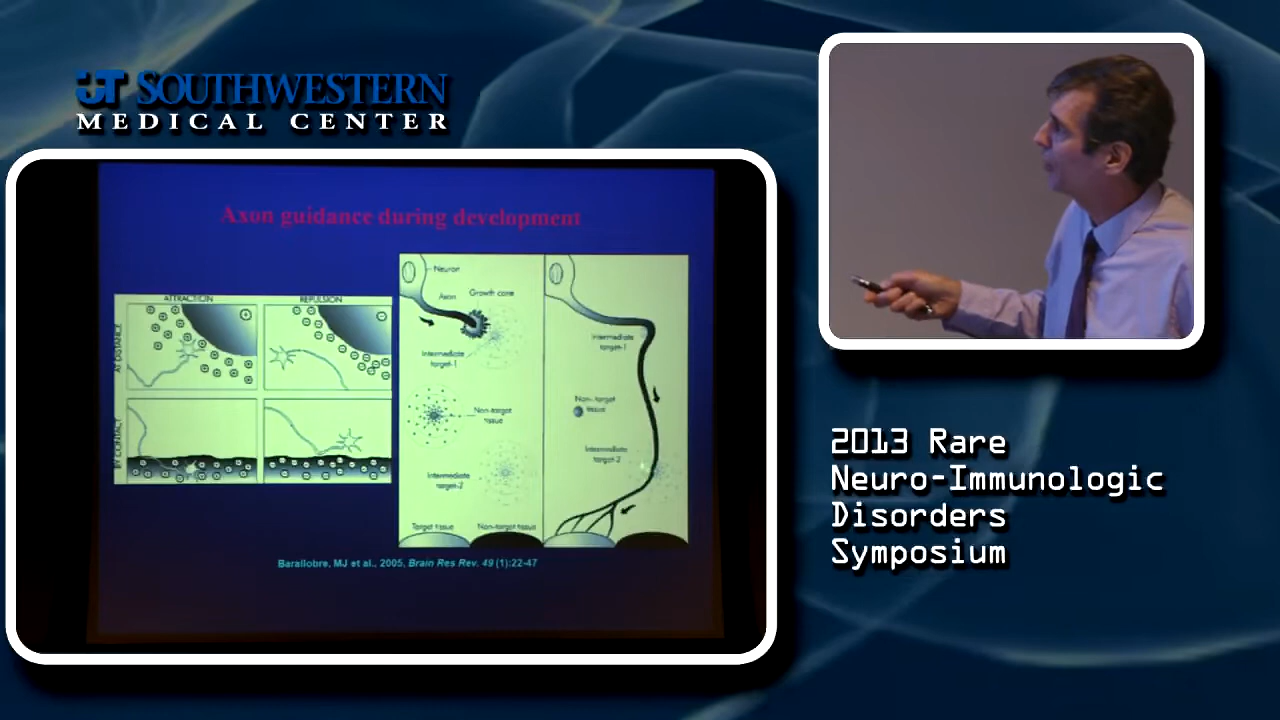 UT SOUTHWESTERN
MEDICAL CENTER
Axon guidance during development
ATTRACTION
REPULSION
AT DISTANCE
BY CONTACT
Neuron
Axon
Growth cone
Intermediate
target-1
Non-target
tissue
Intermediate
target-2
Target tissue
Non-target tissue
Intermediate
target-1
Non-target
tissue
Intermediate
target-2
Barallobre, MJ et al., 2005, Brain Res Rev. 49 (1):22-47
2013 Rare
Neuro-Immunologic
Disorders
Symposium